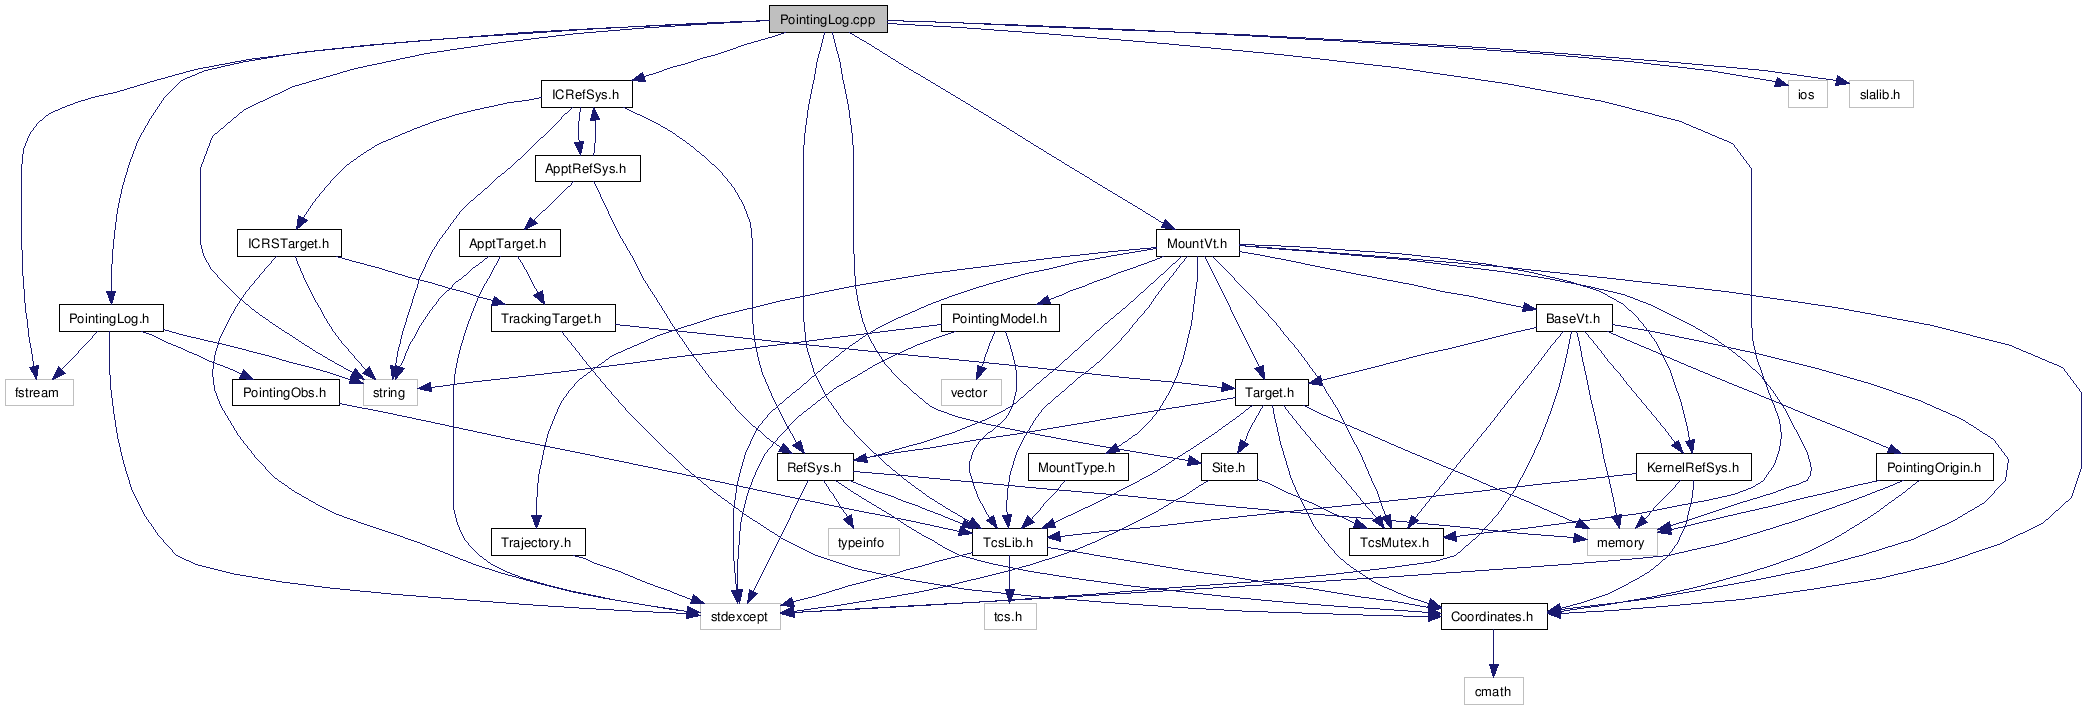 PointingLog.cpp
ICRefSys.h
ios
slalib.h
ApptRefSys.h
ICRSTarget.h
ApptTarget.h
MountVt.h
PointingLog.h
TrackingTarget.h
PointingModel.h
BaseVt.h
fstream
PointingObs.h
string
vector
Target.h
RefSys.h
MountType.h
Site.h
KernelRefSys.h
PointingOrigin.h
Trajectory.h
typeinfo
TcsLib.h
TcsMutex.h
memory
stdexcept
tcs.h
Coordinates.h
cmath